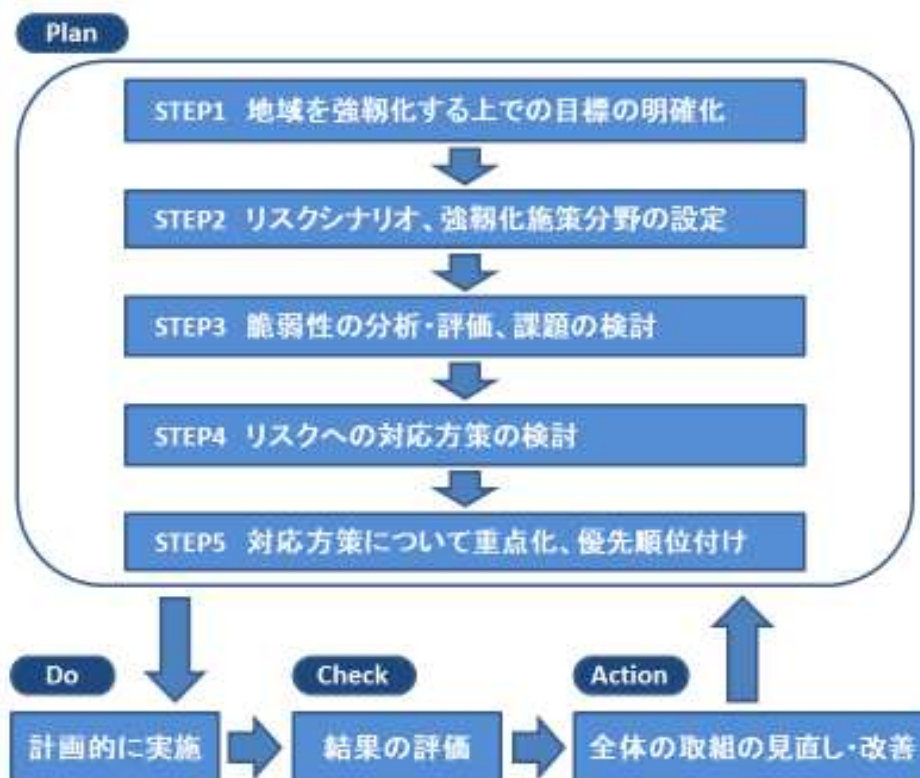 Plan
STEP1 地域を強靱化する上での目標の明確化
STEP2 リスクシナリオ、強靱化施策分野の設定
STEP3 脆弱性の分析・評価、課題の検討
STEP4 リスクへの対応方策の検討
STEP5 対応方策について重点化、優先順位付け
Do
計画的に実施
Check
結果の評価
Action
全体の取組の見直し・改善